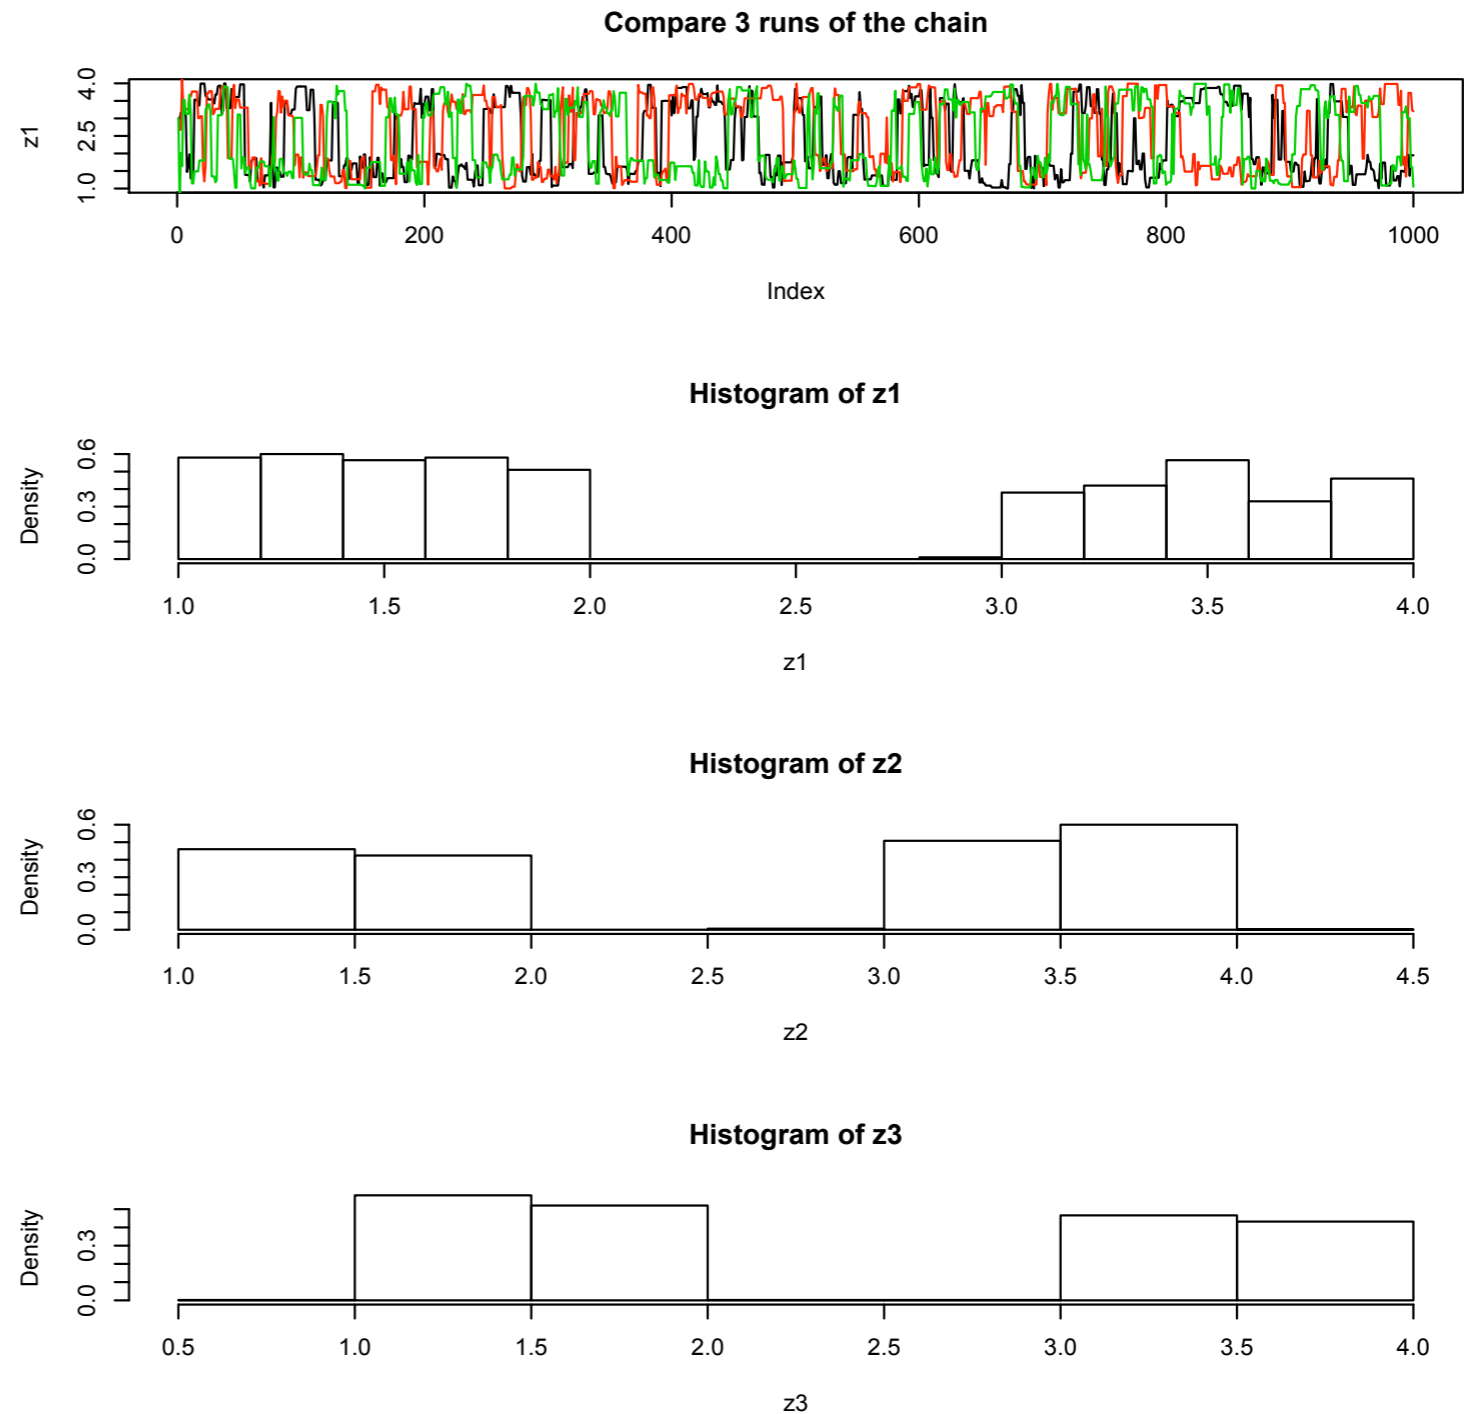 Compare 3 runs of the chain
z1
4.0
2.5
1.0
0 200 400 600 800 1000
Index
Histogram of z1
Density
0.6
0.3
0.0
1.0 1.5 2.0 2.5 3.0 3.5 4.0
z1
Histogram of z2
Density
0.6
0.3
0.0
1.0 1.5 2.0 2.5 3.0 3.5 4.0 4.5
z2
Histogram of z3
Density
0.3
0.0
0.5 1.0 1.5 2.0 2.5 3.0 3.5 4.0
z3